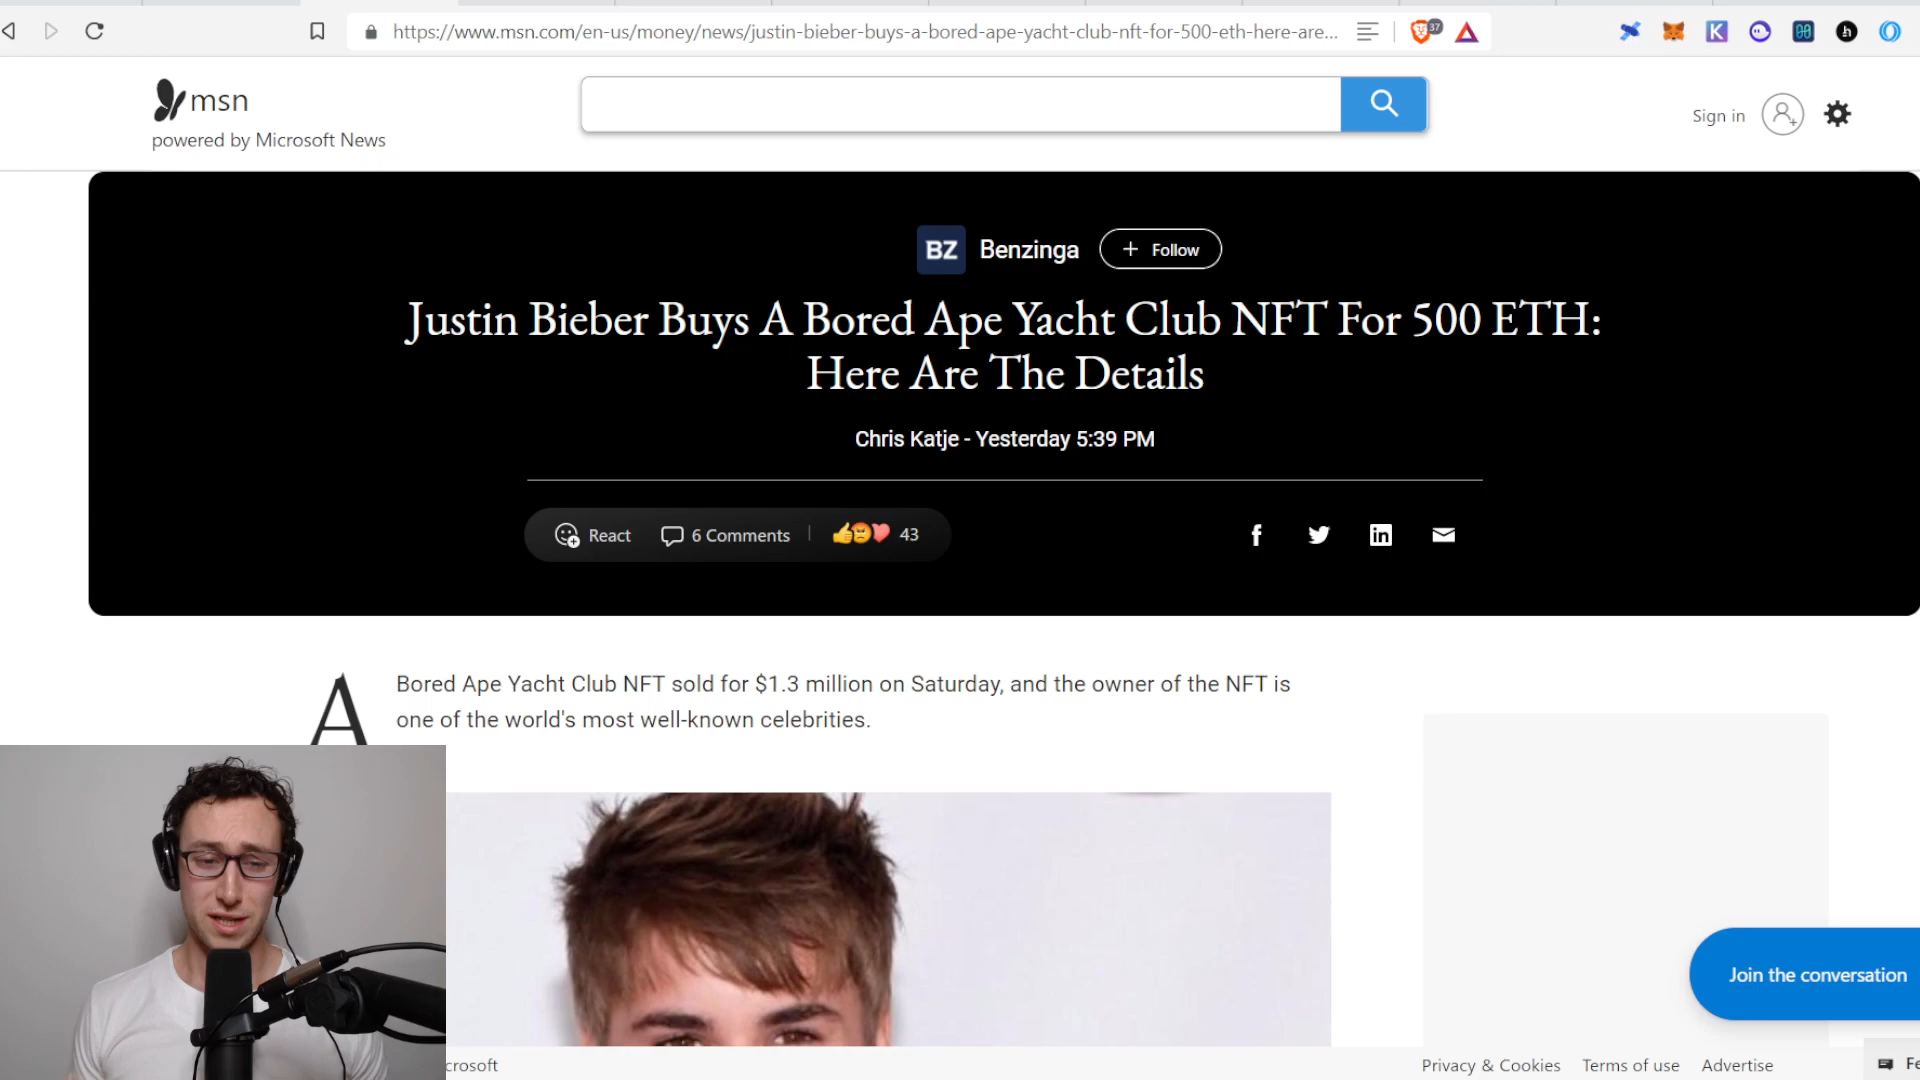 https://www.msn.com/en-us/money/news/justin-bieber-buys-a-bored-ape-yacht-club-nft-for-500-eth-here-are...
37
K
msn
powered by Microsoft News
Sign in
BZ
Benzinga
+ Follow
Justin Bieber Buys A Bored Ape Yacht Club NFT For 500 ETH:
Here Are The Details
Chris Katje - Yesterday 5:39 PM
React
6 Comments
43
f
in
A Bored Ape Yacht Club NFT sold for $1.3 million on Saturday, and the owner of the NFT is
one of the world's most well-known celebrities.
Join the conversation
crosoft
Privacy & Cookies
Terms of use
Advertise
Fe